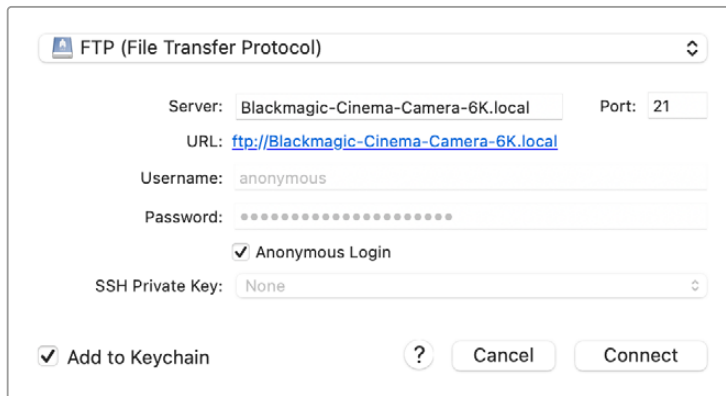 FTP (File Transfer Protocol)
Server: Blackmagic-Cinema-Camera-6K.local Port: 21
URL: ftp://Blackmagic-Cinema-Camera-6K.local
Username: anonymous
Password: •••••••••••••••••••••
Anonymous Login
SSH Private Key: None
Add to Keychain ? Cancel Connect